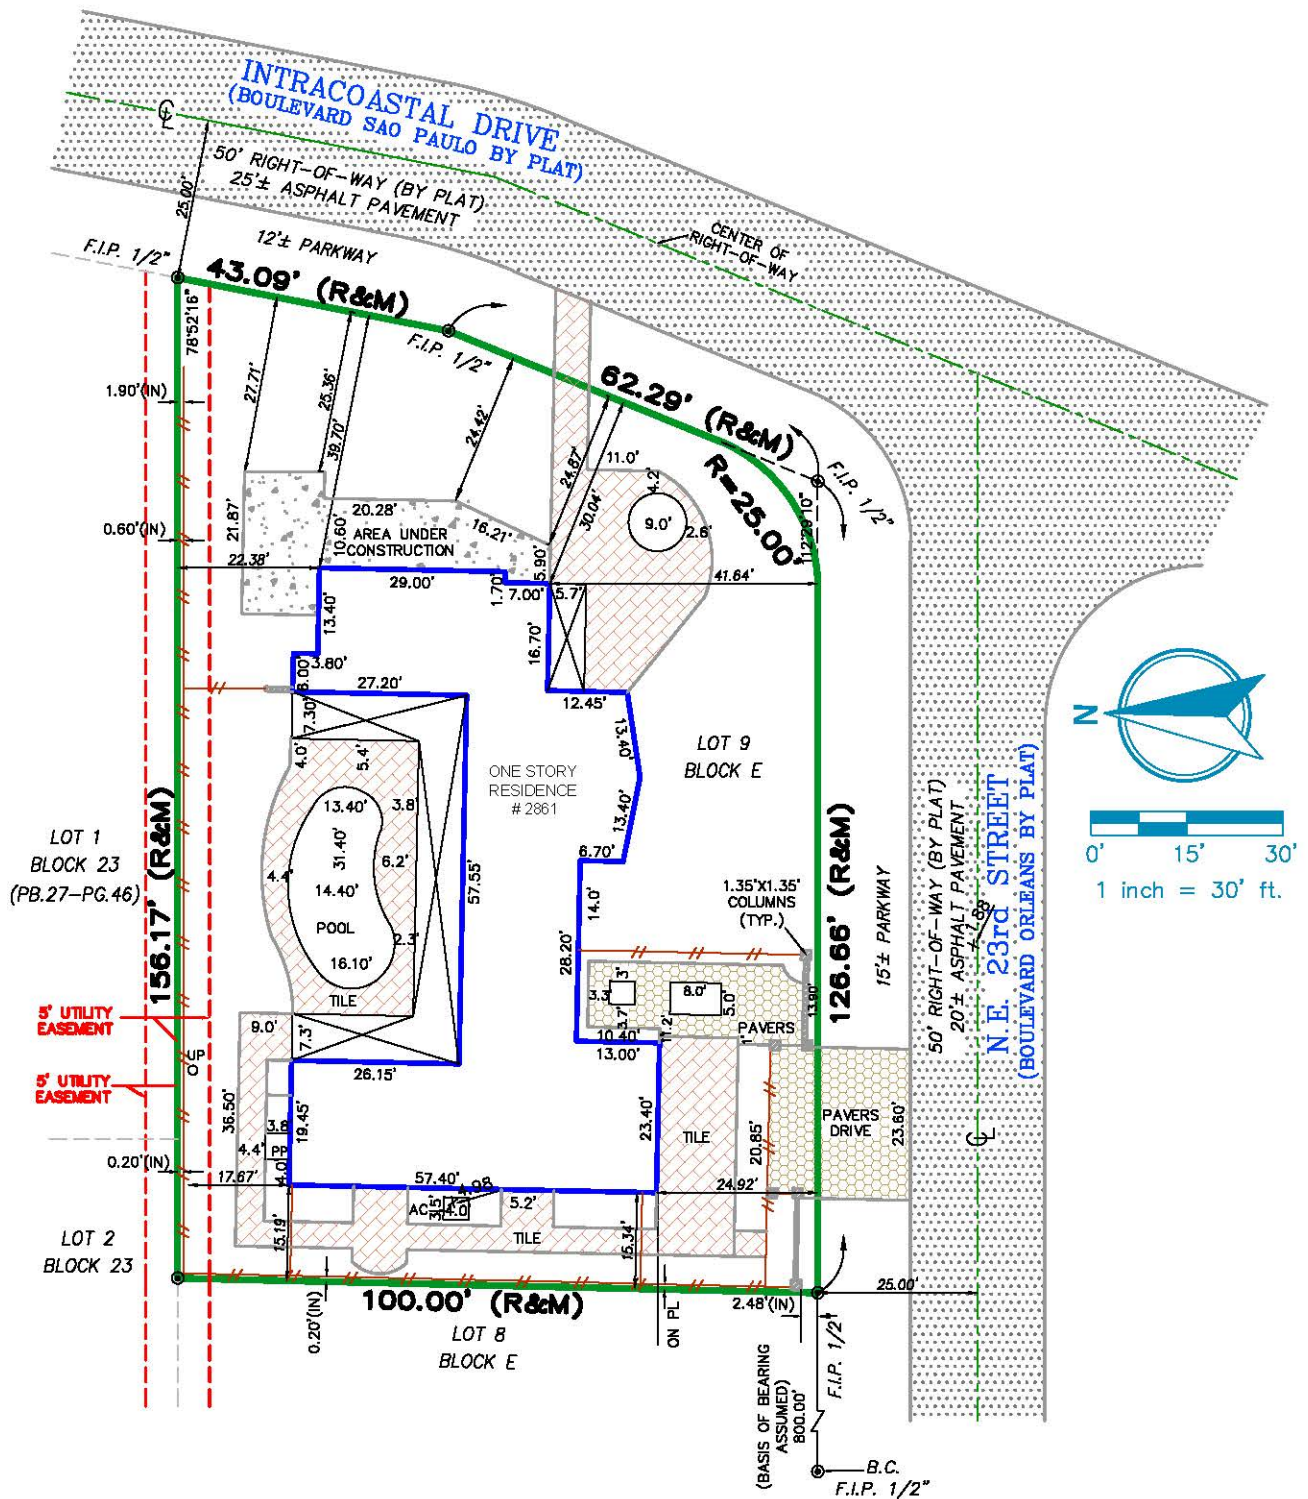 INTRACOASTAL DRIVE
(BOULEVARD SAO PAULO BY PLAT)
℄
50' RIGHT-OF-WAY (BY PLAT)
25'± ASPHALT PAVEMENT
25.00'
12'± PARKWAY
CENTER OF
RIGHT-OF-WAY
F.I.P. 1/2"
43.09' (R&M)
F.I.P. 1/2"
62.29' (R&M)
R=25.00'
F.I.P. 1/2"
112°29'10"
78°52'16"
1.90'(IN)
27.71'
25.36'
39.70'
24.42'
24.87'
30.04'
11.0'
4.2'
9.0'
2.6'
0.60'(IN)
21.87'
22.38'
10.60'
20.28'
16.21'
AREA UNDER
CONSTRUCTION
5.90'
29.00'
1.70'
7.00'
5.7'
41.64'
13.40'
3.80'
6.00'
16.70'
27.20'
7.30'
12.45'
13.40'
13.40'
4.0'
5.4'
ONE STORY
RESIDENCE
# 2861
LOT 9
BLOCK E
13.40'
3.8'
31.40'
6.2'
4.4'
14.40'
POOL
2.3'
16.10'
TILE
57.55'
6.70'
14.0'
28.20'
1.35'X1.35'
COLUMNS
(TYP.)
LOT 1
BLOCK 23
(PB.27-PG.46)
156.17' (R&M)
126.66' (R&M)
15'± PARKWAY
50' RIGHT-OF-WAY (BY PLAT)
20'± ASPHALT PAVEMENT
N.E. 23rd STREET
(BOULEVARD ORLEANS BY PLAT)
N
0' 15' 30'
1 inch = 30' ft.
5' UTILITY
EASEMENT
5' UTILITY
EASEMENT
UP
9.0'
7.3'
3.3'
3'
3.7'
8.0'
5.0'
13.90'
10.40'
11.2'
1'
PAVERS
13.00'
26.15'
36.50'
19.45'
3.8
4.4'
PP
4.0'
23.40'
TILE
20.85'
PAVERS
DRIVE
23.60'
℄
0.20'(IN)
17.67'
57.40'
24.92'
AC
3.5'
4.0'
4.98
5.2'
15.19'
TILE
15.34'
LOT 2
BLOCK 23
100.00' (R&M)
0.20'(IN)
LOT 8
BLOCK E
ON PL
2.48'(IN)
25.00'
F.I.P. 1/2"
(BASIS OF BEARING
ASSUMED)
800.00'
B.C.
F.I.P. 1/2"